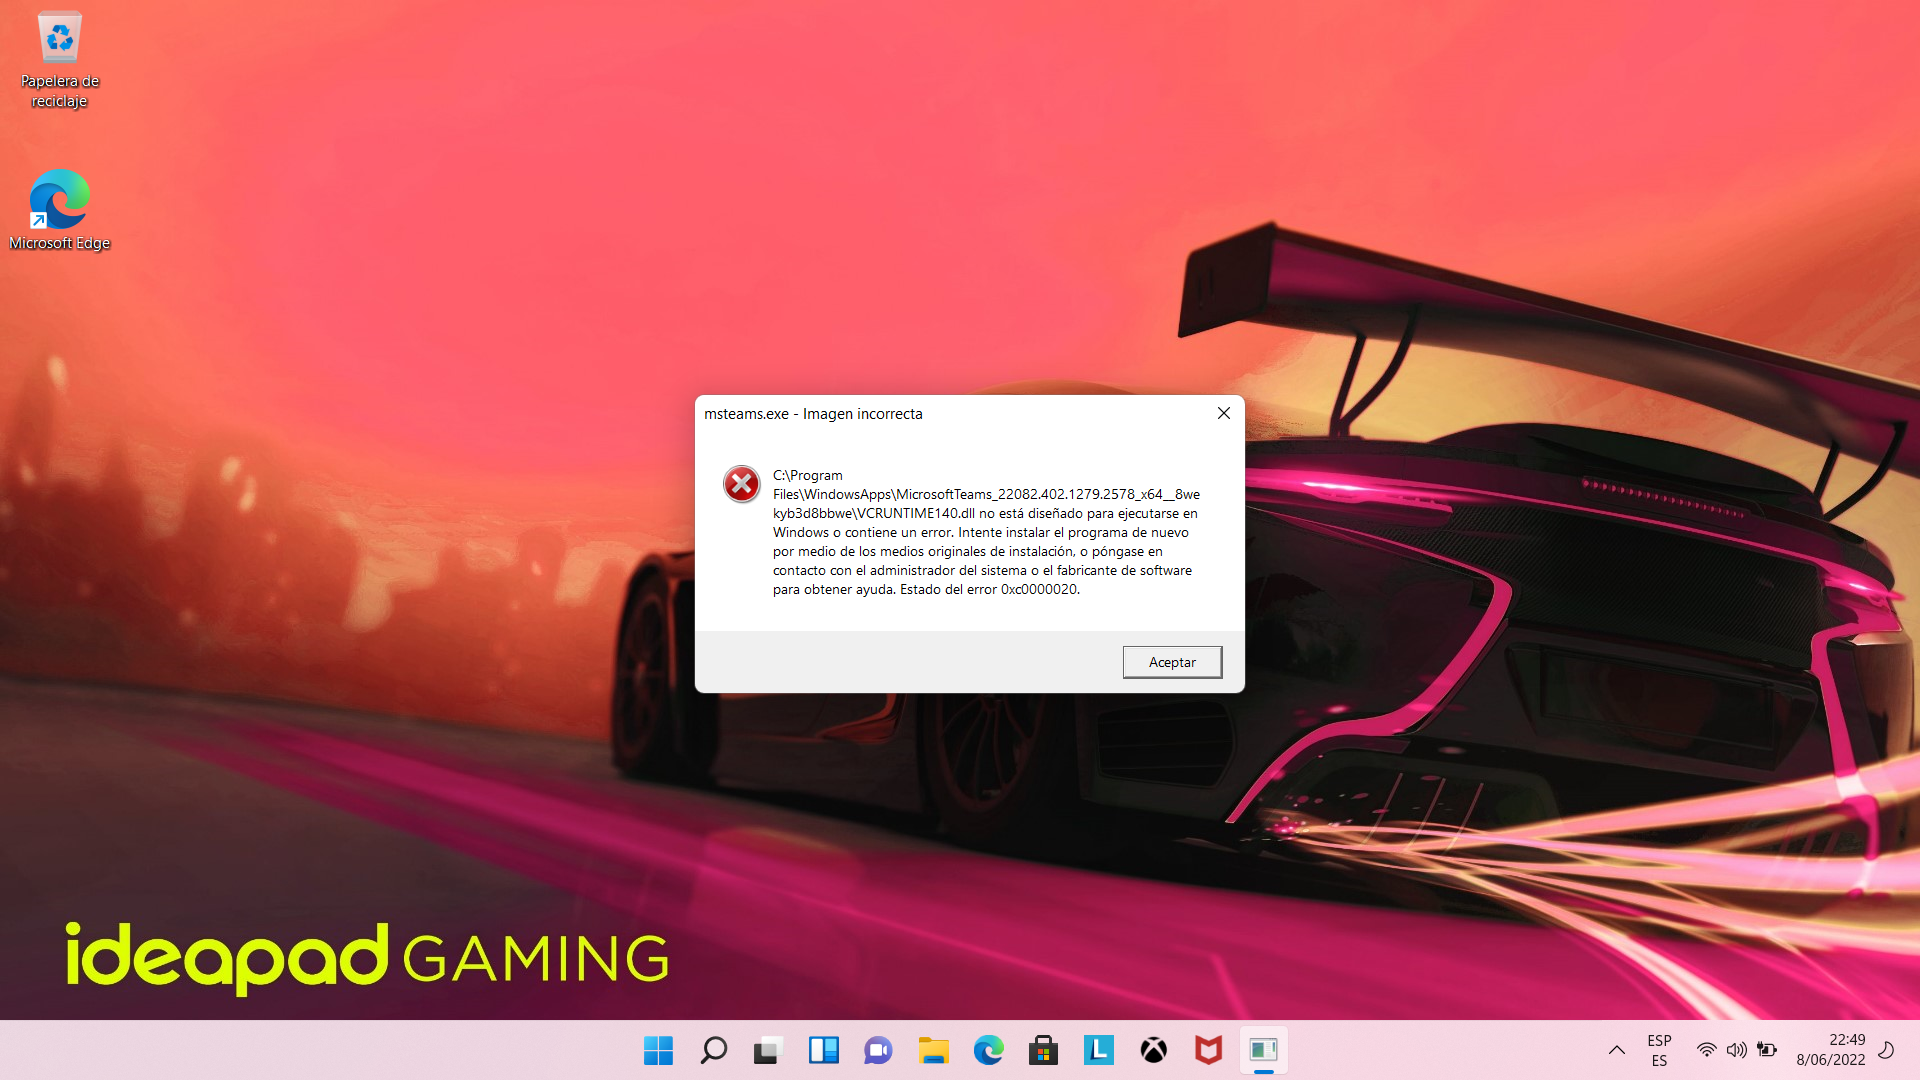 Papelera de
reciclaje
Microsoft Edge
msteams.exe - Imagen incorrecta
C:\Program
Files\WindowsApps\MicrosoftTeams_22082.402.1279.2578_x64__8we
kyb3d8bbwe\VCRUNTIME140.dll no está diseñado para ejecutarse en
Windows o contiene un error. Intente instalar el programa de nuevo
por medio de los medios originales de instalación, o póngase en
contacto con el administrador del sistema o el fabricante de software
para obtener ayuda. Estado del error 0xc0000020.
Aceptar
ideapad GAMING
L
ESP
ES
22:49
8/06/2022